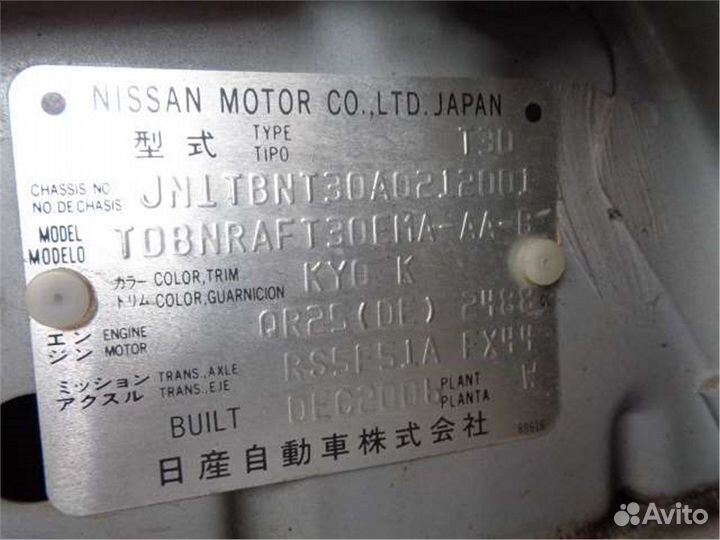 NISSAN MOTOR CO.,LTD. JAPAN
型式 TYPE TIPO T30
CHASSIS NO NO. DE CHASIS JN1TBNT30A0212001
MODEL MODELO TDBNRAFT30EMA-AA-B
カラー COLOR, TRIM トリム COLOR, GUARNICION KY0 K
エンジン ENGINE MOTOR QR25(DE) 2488 CC
ミッション アクスル TRANS., AXLE TRANS., EJE RS5F51A FX44
BUILT DEC2006 PLANT PLANTA W
日産自動車株式会社
Avito